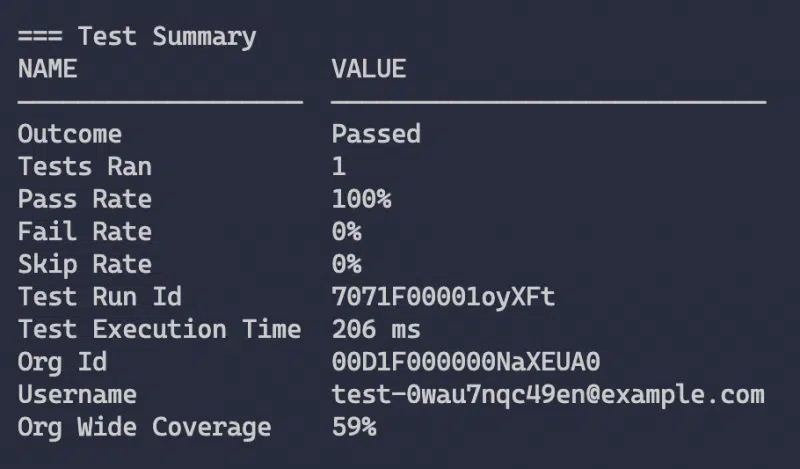 === Test Summary
NAME VALUE
Outcome Passed
Tests Ran 1
Pass Rate 100%
Fail Rate 0%
Skip Rate 0%
Test Run Id 7071F00001oyXFt
Test Execution Time 206 ms
Org Id 00D1F000000NaXEUA0
Username test-0wau7nqc49en@example.com
Org Wide Coverage 59%